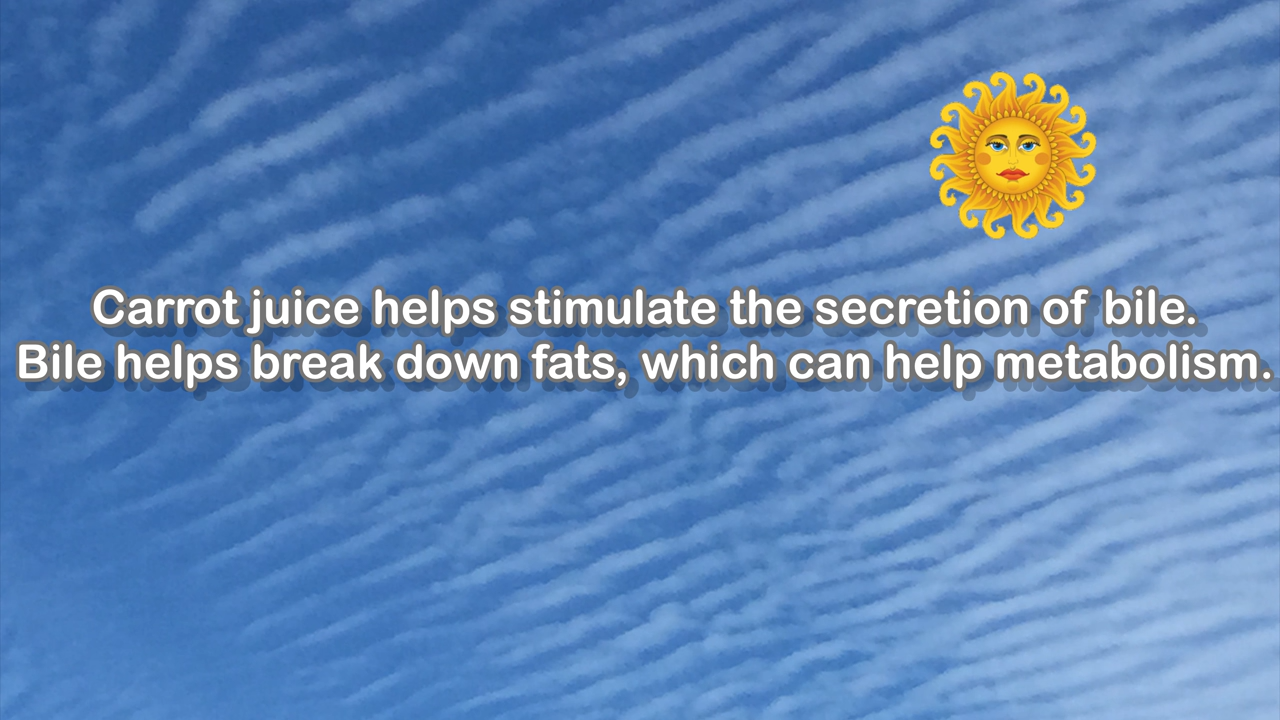 Carrot juice helps stimulate the secretion of bile.
Bile helps break down fats, which can help metabolism.